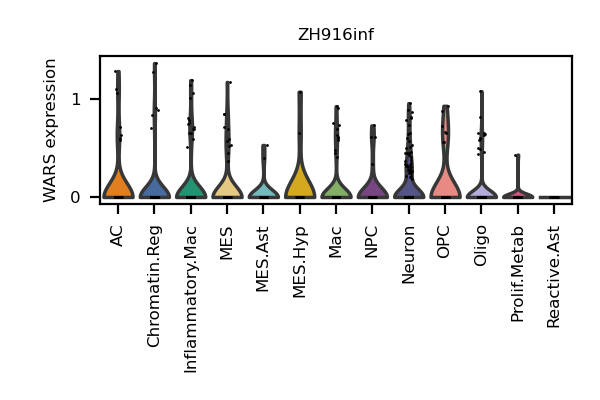 ZH916inf
WARS expression
1
0
AC
Chromatin.Reg
Inflammatory.Mac
MES
MES.Ast
MES.Hyp
Mac
NPC
Neuron
OPC
Oligo
Prolif.Metab
Reactive.Ast